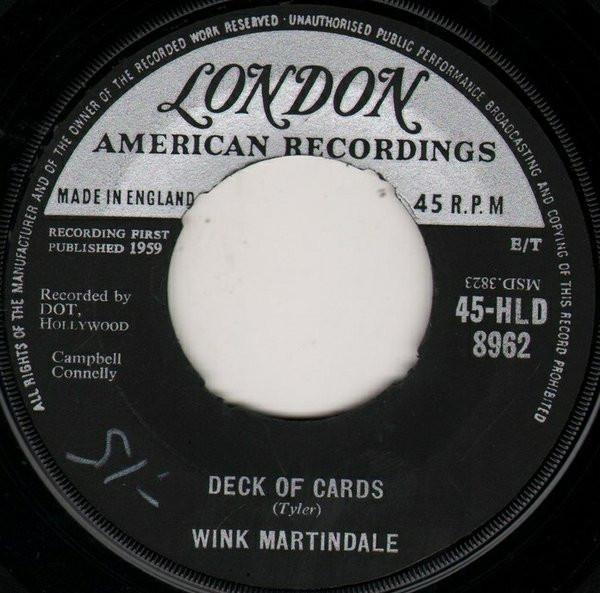 ALL RIGHTS OF THE MANUFACTURER AND OF THE OWNER OF THE RECORDED WORK RESERVED · UNAUTHORISED PUBLIC PERFORMANCE BROADCASTING AND COPYING OF THIS RECORD PROHIBITED
LONDON
AMERICAN RECORDINGS
MADE IN ENGLAND
45 R.P.M
RECORDING FIRST
PUBLISHED 1959
E/T
MSD.3823
Recorded by
DOT,
HOLLYWOOD
45-HLD
8962
Campbell
Connelly
DECK OF CARDS
(Tyler)
WINK MARTINDALE